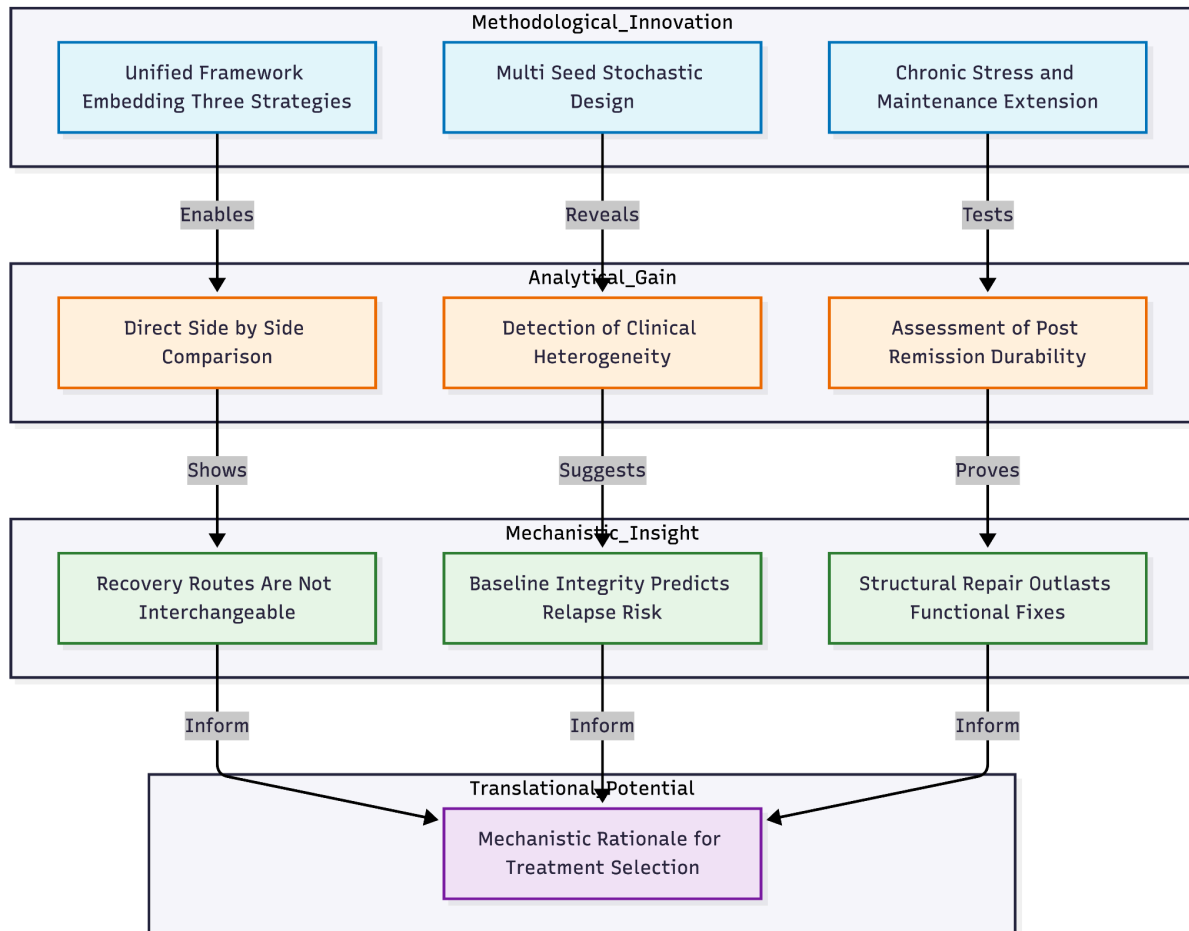 Methodological_Innovation
Unified Framework
Embedding Three Strategies
Multi Seed Stochastic
Design
Chronic Stress and
Maintenance Extension
Enables
Reveals
Tests
Analytical_Gain
Direct Side by Side
Comparison
Detection of Clinical
Heterogeneity
Assessment of Post
Remission Durability
Shows
Suggests
Proves
Mechanistic_Insight
Recovery Routes Are Not
Interchangeable
Baseline Integrity Predicts
Relapse Risk
Structural Repair Outlasts
Functional Fixes
Inform
Inform
Inform
Translational_Potential
Mechanistic Rationale for
Treatment Selection